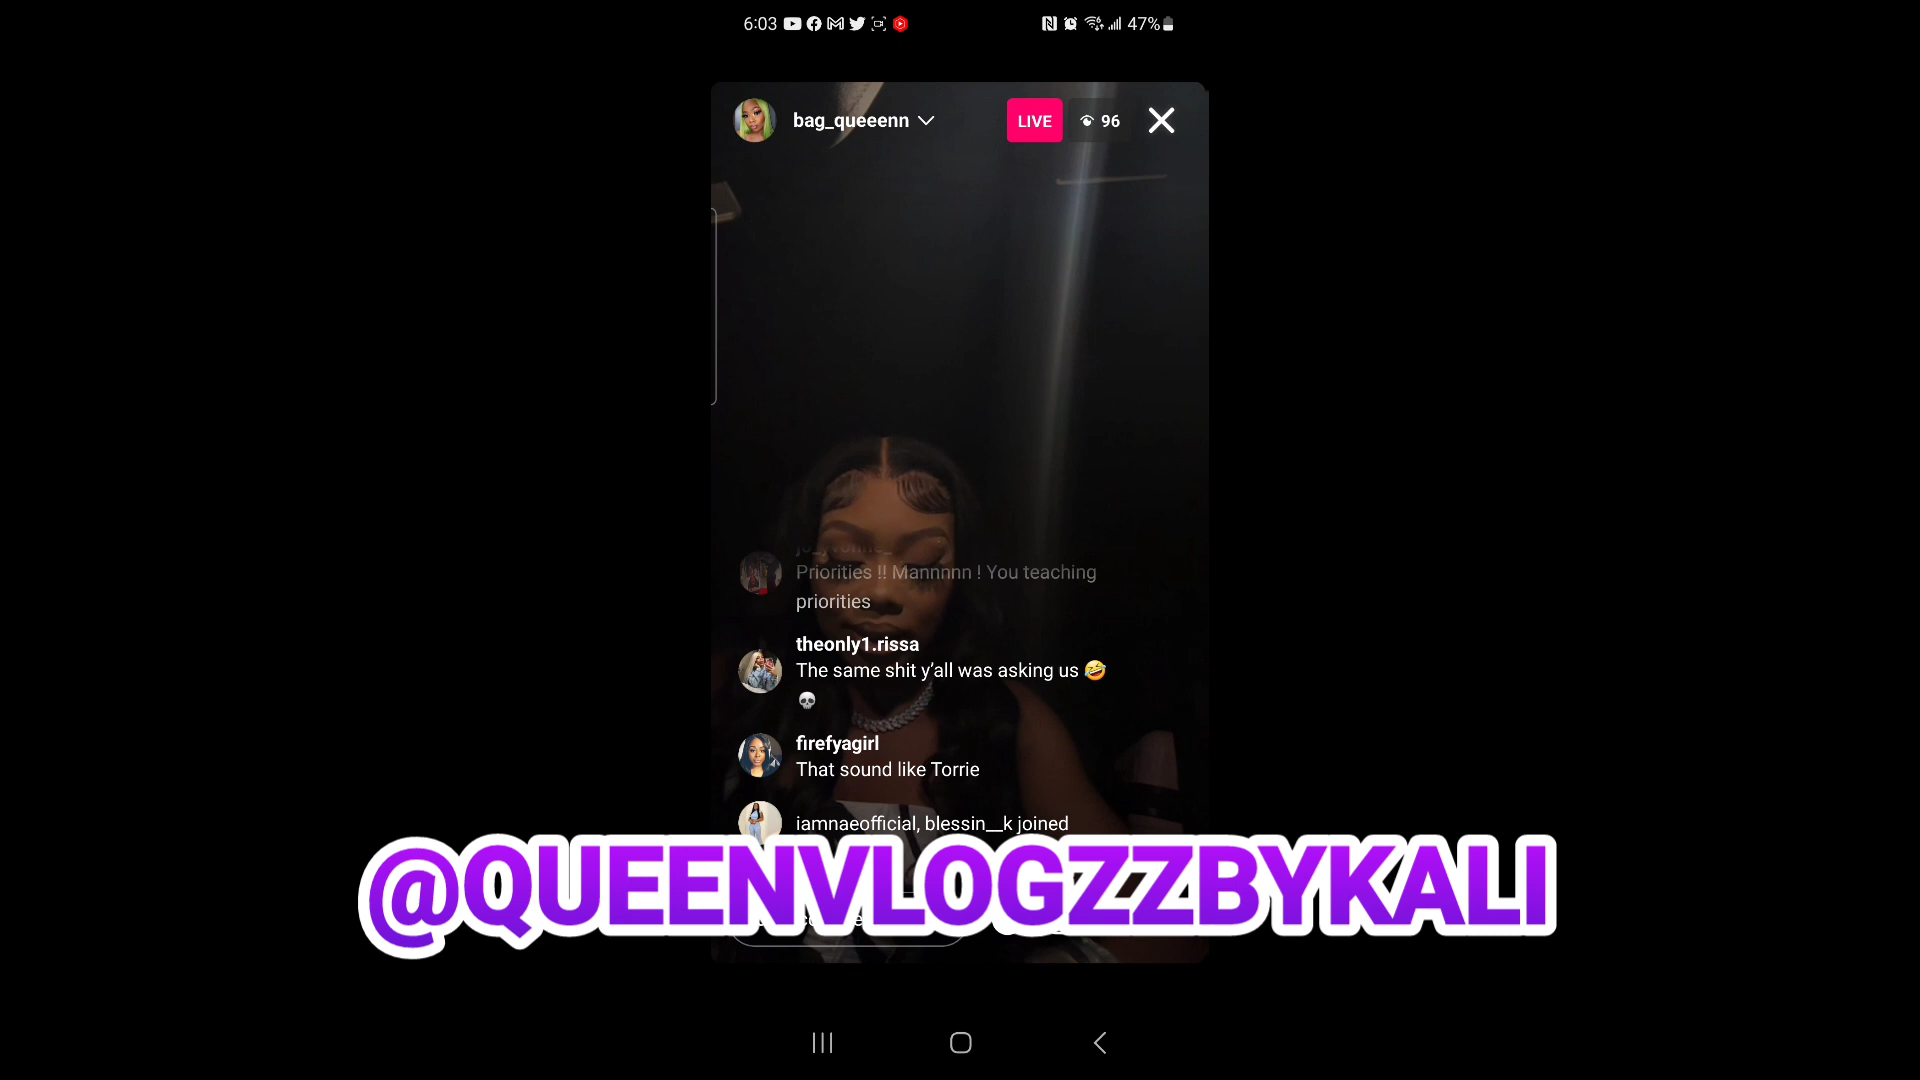 6:03
47%
bag_queeenn
LIVE
96
Priorities !! Mannnnn ! You teaching
priorities
theonly1.rissa
The same shit y’all was asking us 🤣
💀
firefyagirl
That sound like Torrie
iamnaeofficial, blessin__k joined
@QUEENVLOGZZBYKALI